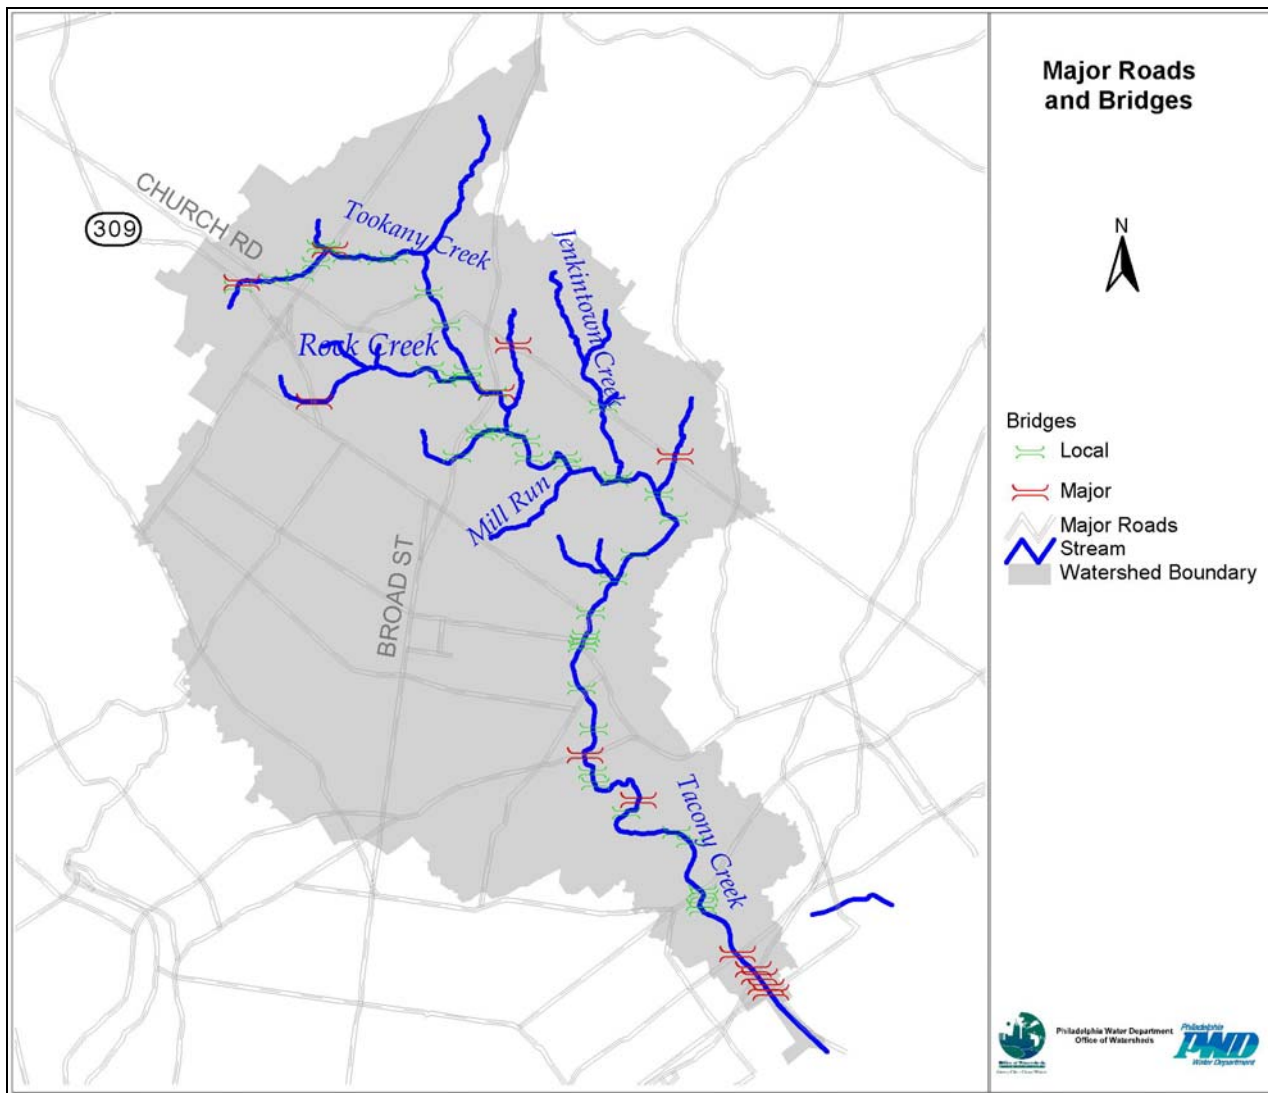 Major Roads
and Bridges
N
CHURCH RD
309
Tookany Creek
Jenkintown Creek
Rock Creek
Mill Run
BROAD ST
Tacony Creek
Bridges
Local
Major
Major Roads
Stream
Watershed Boundary
Philadelphia Water Department
Office of Watersheds
Philadelphia
PWD
Water Department